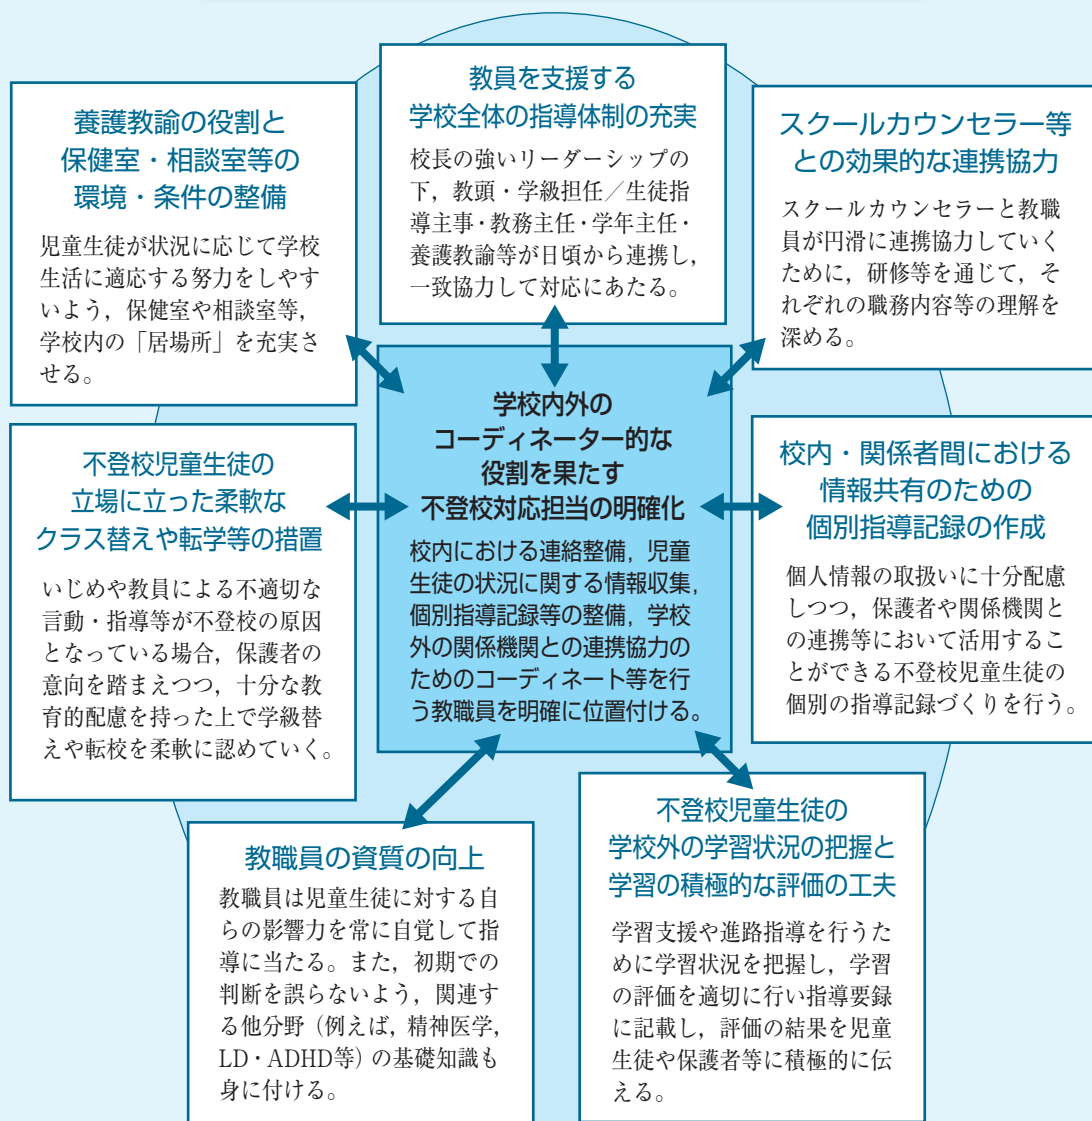 教員を支援する
学校全体の指導体制の充実
校長の強いリーダーシップの
下，教頭・学級担任／生徒指
導主事・教務主任・学年主任・
養護教諭等が日頃から連携し，
一致協力して対応にあたる。
養護教諭の役割と
保健室・相談室等の
環境・条件の整備
児童生徒が状況に応じて学校
生活に適応する努力をしやす
いよう，保健室や相談室等，
学校内の「居場所」を充実さ
せる。
スクールカウンセラー等
との効果的な連携協力
スクールカウンセラーと教職
員が円滑に連携協力していく
ために，研修等を通じて，そ
れぞれの職務内容等の理解を
深める。
学校内外の
コーディネーター的な
役割を果たす
不登校対応担当の明確化
校内における連絡整備，児童
生徒の状況に関する情報収集，
個別指導記録等の整備，学校
外の関係機関との連携協力の
ためのコーディネート等を行
う教職員を明確に位置付ける。
不登校児童生徒の
立場に立った柔軟な
クラス替えや転学等の措置
いじめや教員による不適切な
言動・指導等が不登校の原因
となっている場合，保護者の
意向を踏まえつつ，十分な教
育的配慮を持った上で学級替
えや転校を柔軟に認めていく。
校内・関係者間における
情報共有のための
個別指導記録の作成
個人情報の取扱いに十分配慮
しつつ，保護者や関係機関と
の連携等において活用するこ
とができる不登校児童生徒の
個別の指導記録づくりを行う。
教職員の資質の向上
教職員は児童生徒に対する自
らの影響力を常に自覚して指
導に当たる。また，初期での
判断を誤らないよう，関連す
る他分野（例えば，精神医学，
LD・ADHD等）の基礎知識も
身に付ける。
不登校児童生徒の
学校外の学習状況の把握と
学習の積極的な評価の工夫
学習支援や進路指導を行うた
めに学習状況を把握し，学習
の評価を適切に行い指導要録
に記載し，評価の結果を児童
生徒や保護者等に積極的に伝
える。